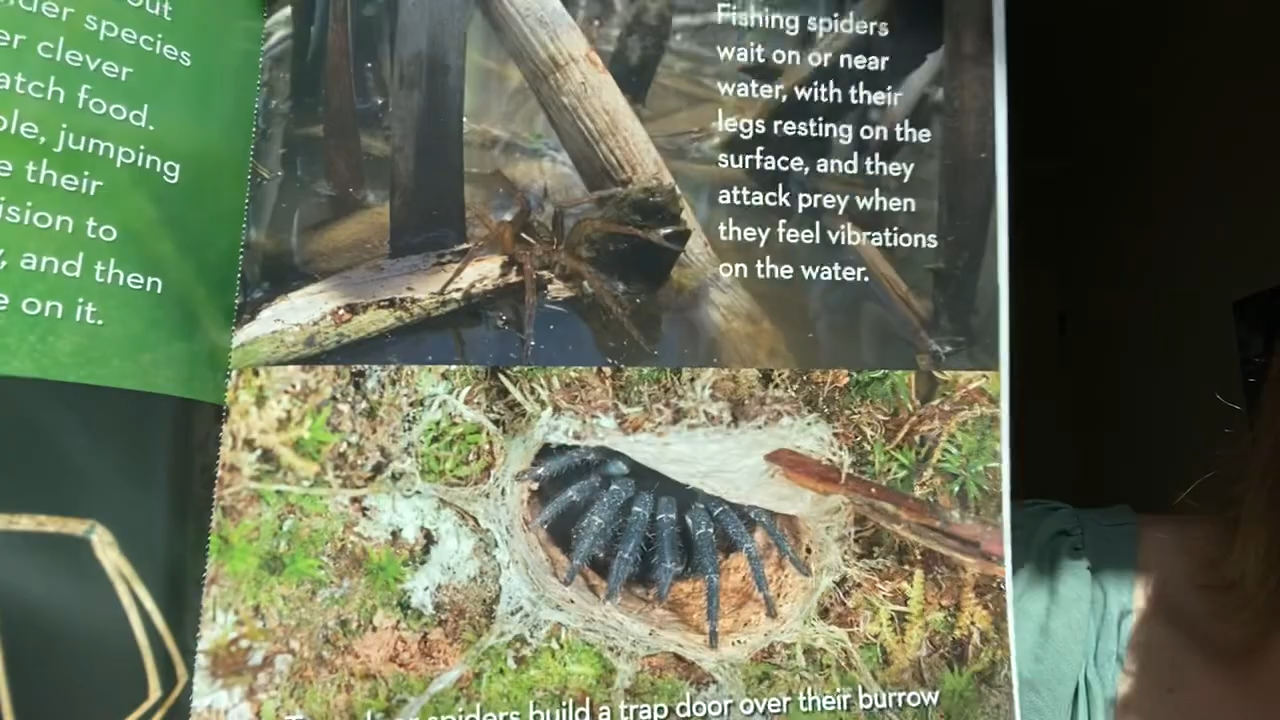 out
species
er clever
atch food.
ole, jumping
e their
ision to
, and then
e on it.
Fishing spiders
wait on or near
water, with their
legs resting on the
surface, and they
attack prey when
they feel vibrations
on the water.
spiders build a trap door over their burrow